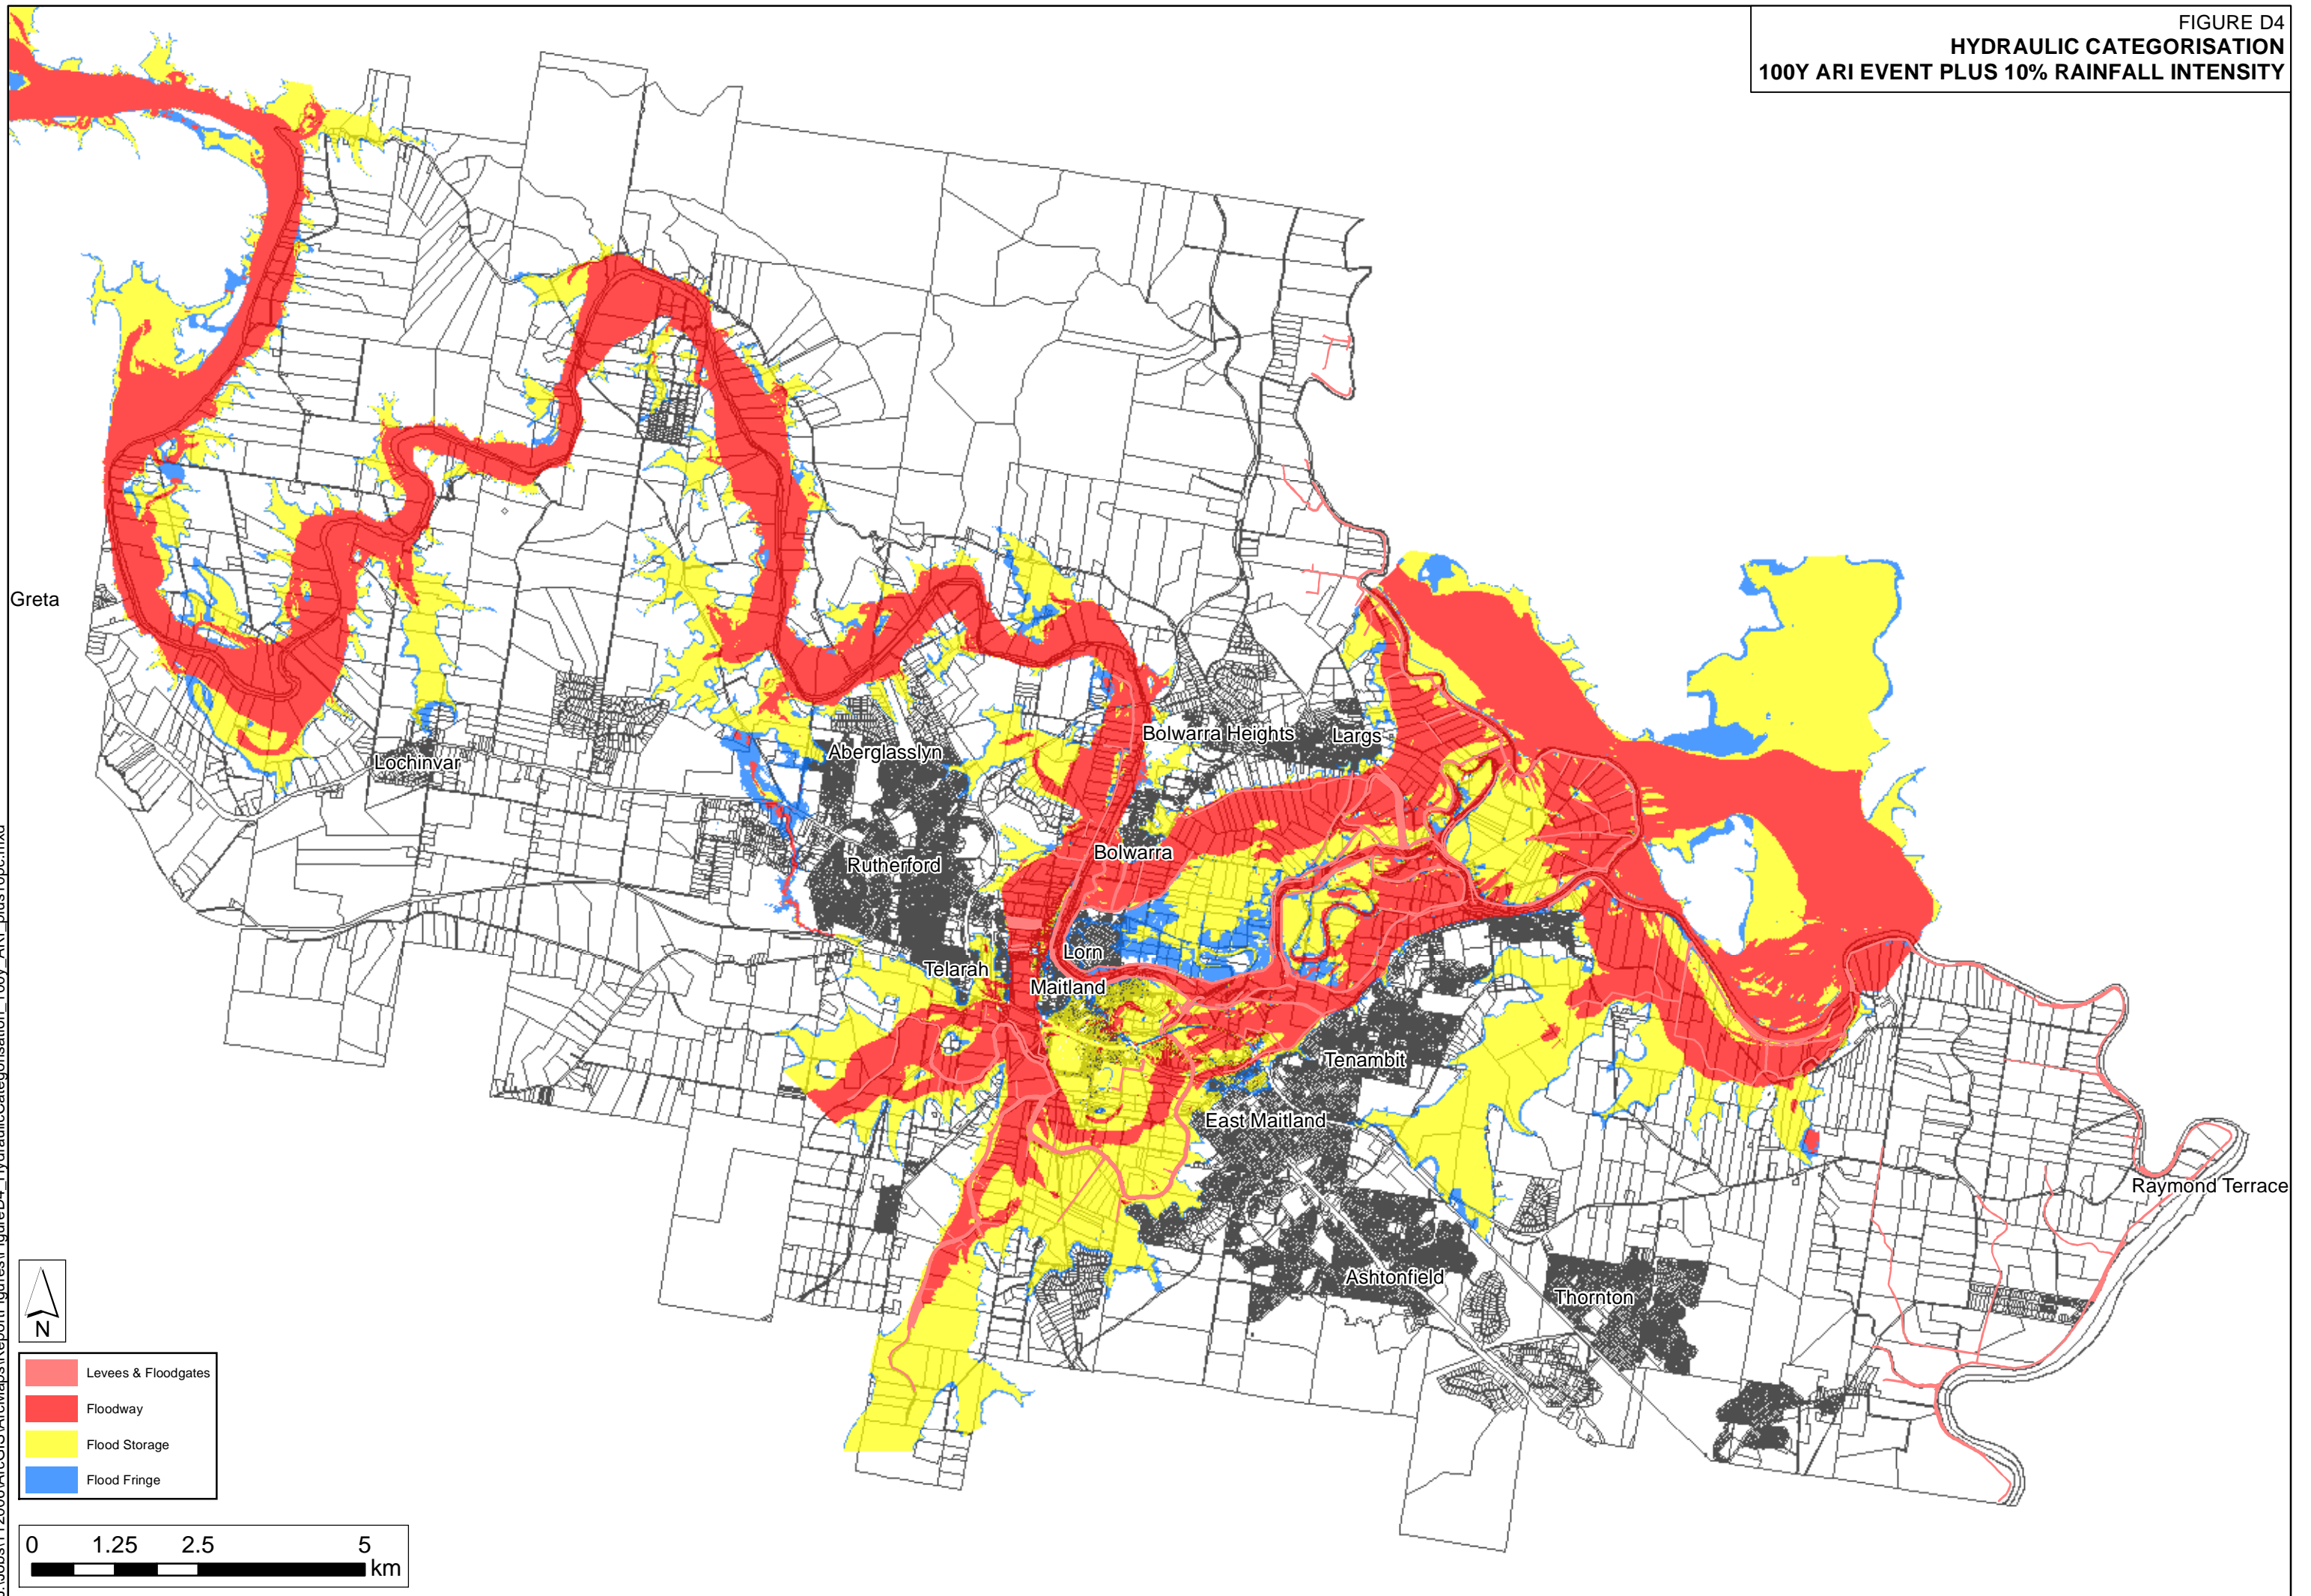 FIGURE D4
HYDRAULIC CATEGORISATION
100Y ARI EVENT PLUS 10% RAINFALL INTENSITY
Greta
Lochinvar
Aberglasslyn
Bolwarra Heights
Largs
Rutherford
Bolwarra
Telarah
Lorn
Maitland
Tenambit
East Maitland
Raymond Terrace
Ashtonfield
Thornton
N
Levees & Floodgates
Floodway
Flood Storage
Flood Fringe
0 1.25 2.5 5
km